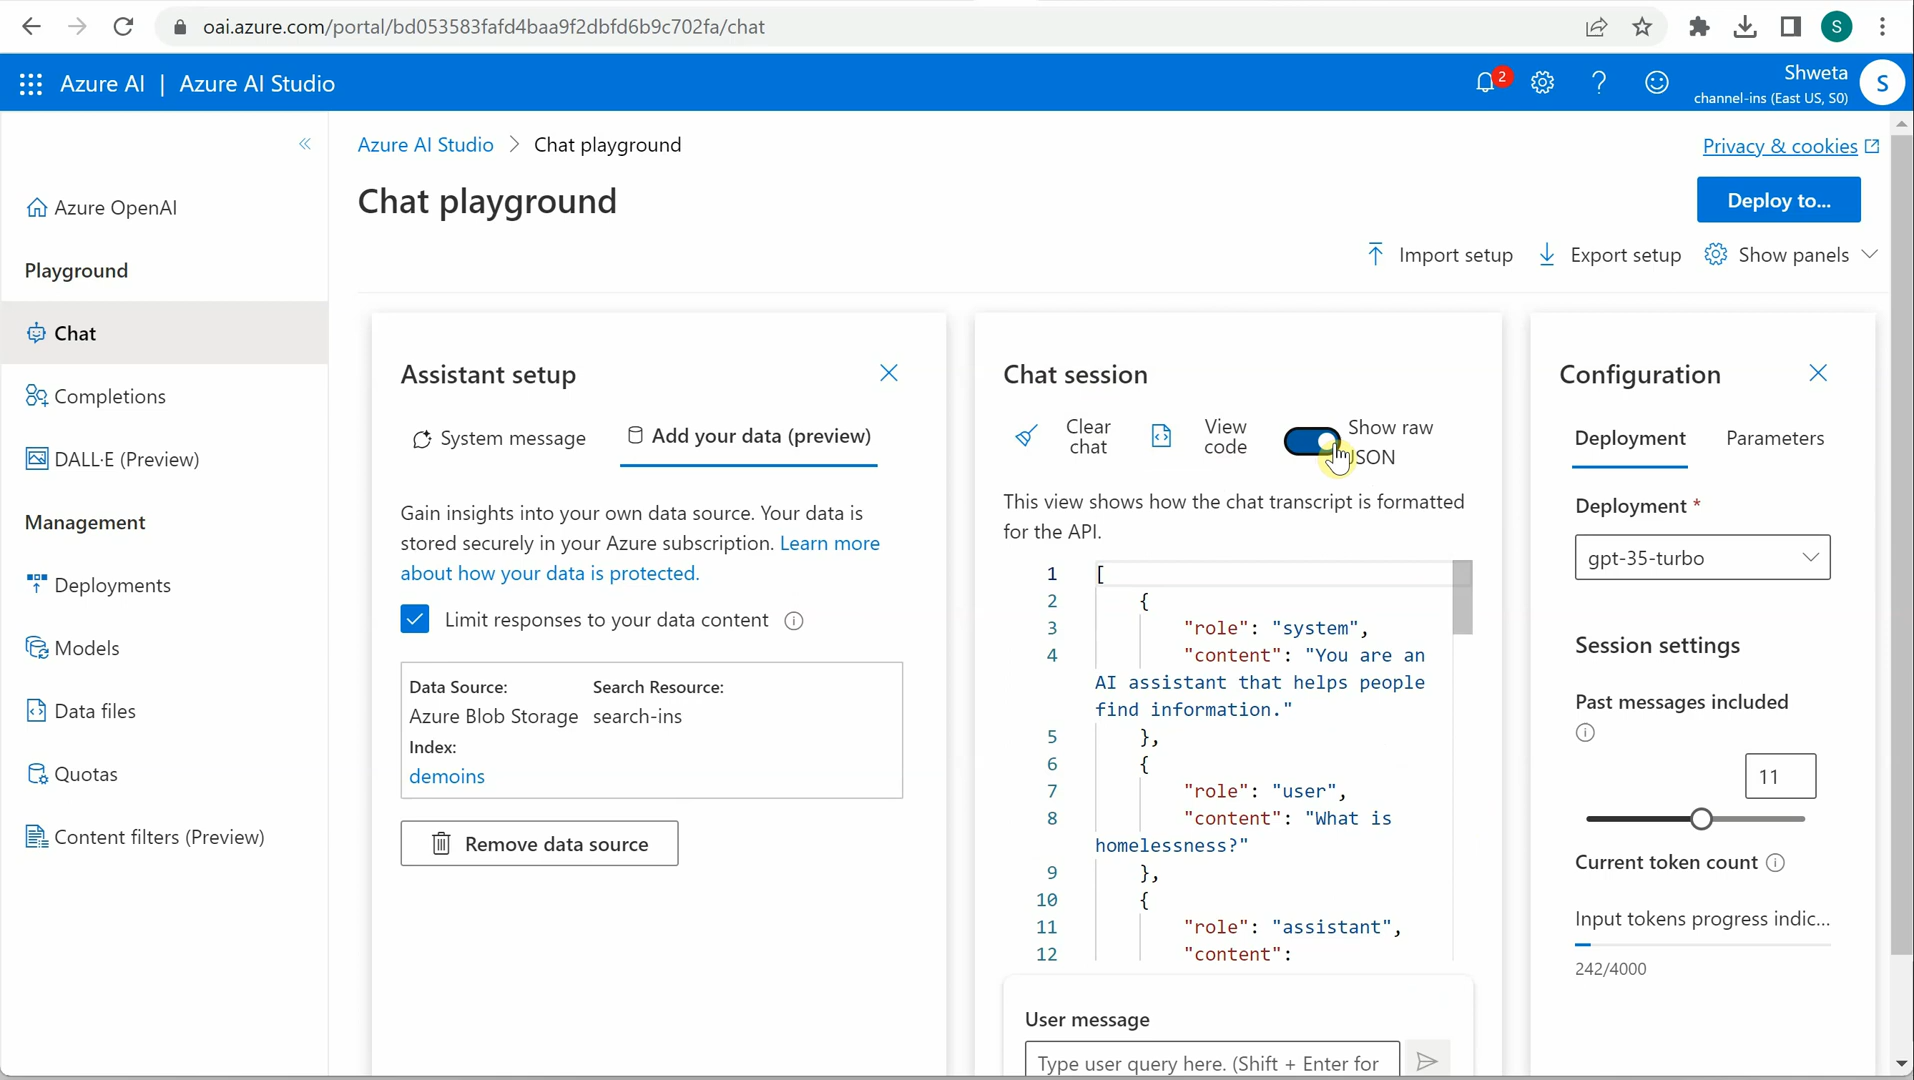 oai.azure.com/portal/bd053583fafd4baa9f2dbfd6b9c702fa/chat
S
Azure AI | Azure AI Studio
2
Shweta
channel-ins (East US, S0)
S
Azure OpenAI
Playground
Chat
Completions
DALL·E (Preview)
Management
Deployments
Models
Data files
Quotas
Content filters (Preview)
Azure AI Studio > Chat playground
Privacy & cookies
Chat playground
Deploy to...
Import setup
Export setup
Show panels
Assistant setup
System message
Add your data (preview)
Gain insights into your own data source. Your data is
stored securely in your Azure subscription. Learn more
about how your data is protected.
Limit responses to your data content
Data Source:
Azure Blob Storage
Search Resource:
search-ins
Index:
demoins
Remove data source
Chat session
Clear
chat
View
code
Show raw
JSON
This view shows how the chat transcript is formatted
for the API.
1 [
2 {
3 "role": "system",
4 "content": "You are an
AI assistant that helps people
find information."
5 },
6 {
7 "role": "user",
8 "content": "What is
homelessness?"
9 },
10 {
11 "role": "assistant",
12 "content":
User message
Type user query here. (Shift + Enter for
Configuration
Deployment
Parameters
Deployment *
gpt-35-turbo
Session settings
Past messages included
11
Current token count
Input tokens progress indic...
242/4000